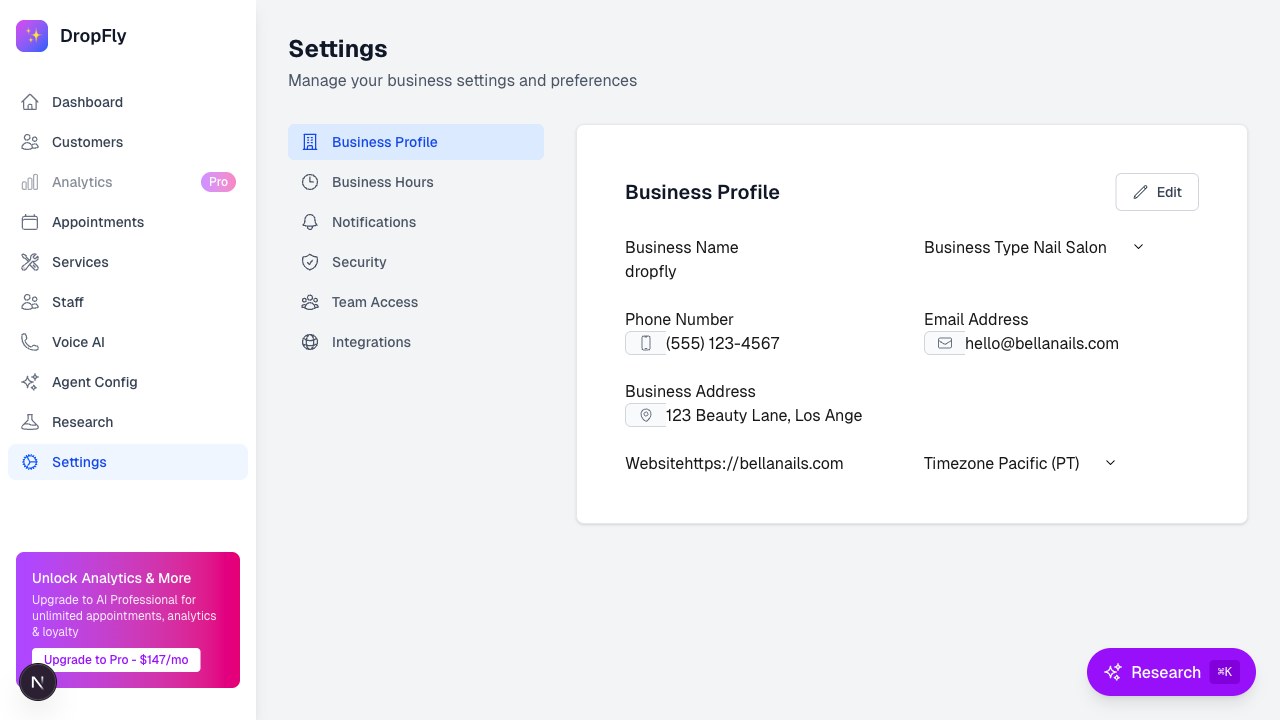 DropFly
Dashboard
Customers
Analytics
Pro
Appointments
Services
Staff
Voice AI
Agent Config
Research
Settings
Unlock Analytics & More
Upgrade to AI Professional for
unlimited appointments, analytics
& loyalty
Upgrade to Pro - $147/mo
N
Settings
Manage your business settings and preferences
Business Profile
Business Hours
Notifications
Security
Team Access
Integrations
Business Profile
Edit
Business Name
dropfly
Business Type Nail Salon
Phone Number
(555) 123-4567
Email Address
hello@bellanails.com
Business Address
123 Beauty Lane, Los Ange
Websitehttps://bellanails.com
Timezone Pacific (PT)
Research ⌘K